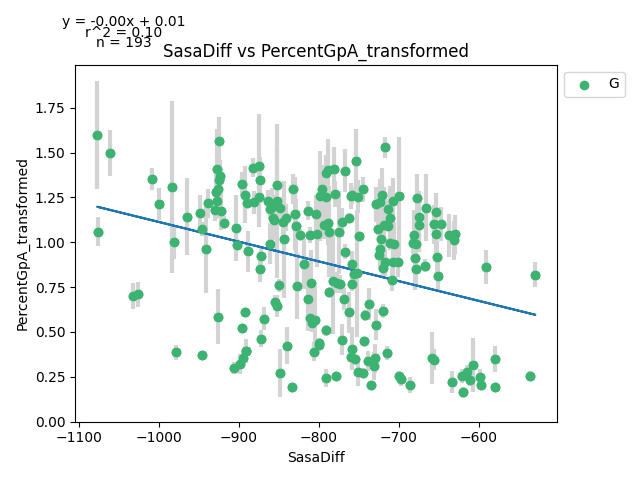 y = -0.00x + 0.01
r^2 = 0.10
n = 193
SasaDiff vs PercentGpA_transformed
G
PercentGpA_transformed
1.75
1.50
1.25
1.00
0.75
0.50
0.25
0.00
−1100
−1000
−900
−800
−700
−600
SasaDiff